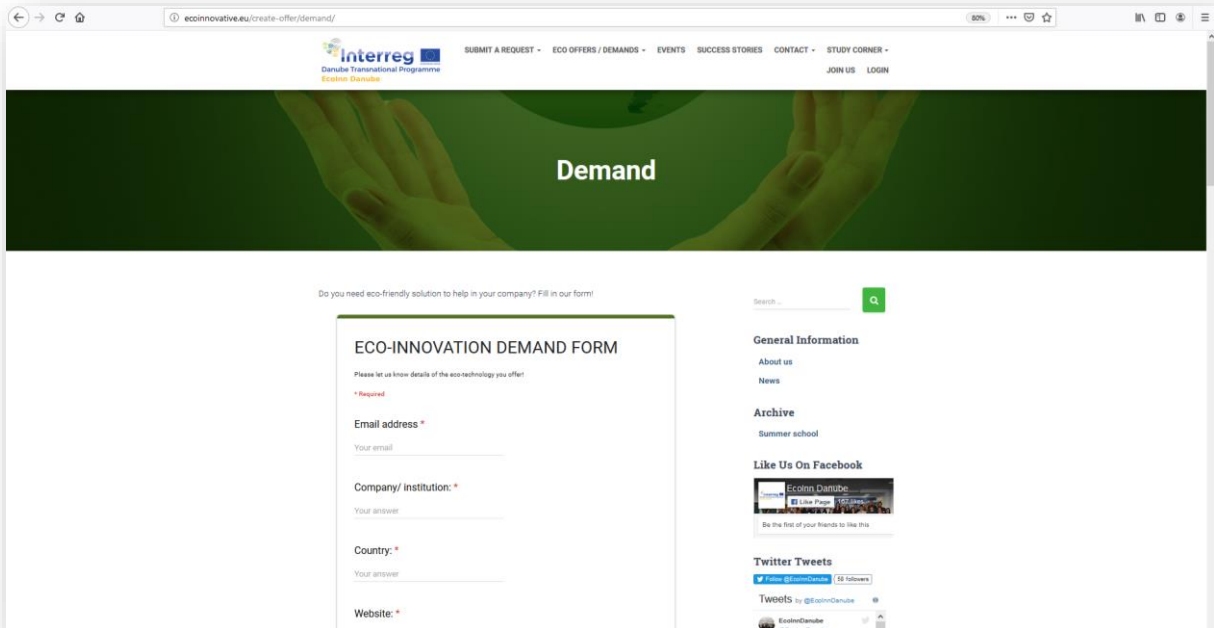 ecoinnovative.eu/create-offer/demand/
80%
Interreg
Danube Transnational Programme
EcoInn Danube
SUBMIT A REQUEST
ECO OFFERS / DEMANDS
EVENTS
SUCCESS STORIES
CONTACT
STUDY CORNER
JOIN US
LOGIN
Demand
Do you need eco-friendly solution to help in your company? Fill in our form!
ECO-INNOVATION DEMAND FORM
Please let us know details of the eco-technology you offer!
* Required
Email address *
Your email
Company/ institution: *
Your answer
Country: *
Your answer
Website: *
Search …
General Information
About us
News
Archive
Summer school
Like Us On Facebook
EcoInn Danube
Like Page
162 likes
Be the first of your friends to like this
Twitter Tweets
Follow @EcoInnDanube
Tweets by @EcoInnDanube
EcoInnDanube